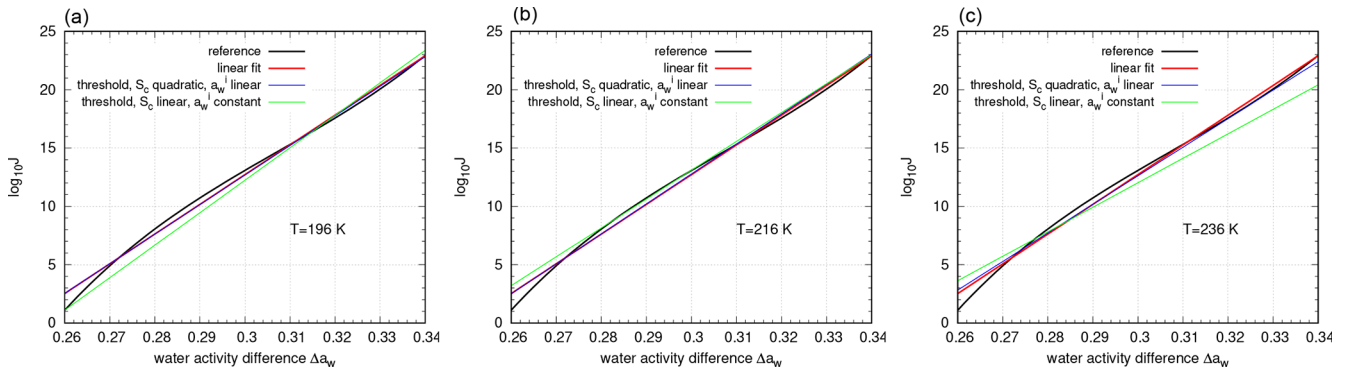 (a)
25
20
15
10
5
0
log10J
reference
linear fit
threshold, Sc quadratic, aw^i linear
threshold, Sc linear, aw^i constant
T=196 K
0.26 0.27 0.28 0.29 0.3 0.31 0.32 0.33 0.34
water activity difference Δaw
(b)
25
20
15
10
5
0
log10J
reference
linear fit
threshold, Sc quadratic, aw^i linear
threshold, Sc linear, aw^i constant
T=216 K
0.26 0.27 0.28 0.29 0.3 0.31 0.32 0.33 0.34
water activity difference Δaw
(c)
25
20
15
10
5
0
log10J
reference
linear fit
threshold, Sc quadratic, aw^i linear
threshold, Sc linear, aw^i constant
T=236 K
0.26 0.27 0.28 0.29 0.3 0.31 0.32 0.33 0.34
water activity difference Δaw